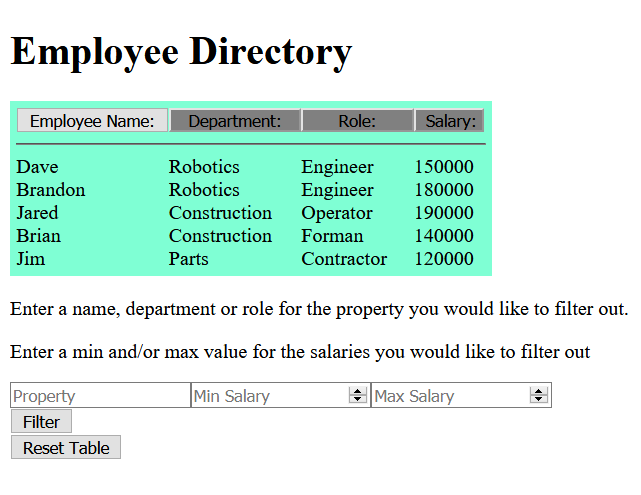 Employee Directory
Employee Name: Department: Role: Salary:
Dave Robotics Engineer 150000
Brandon Robotics Engineer 180000
Jared Construction Operator 190000
Brian Construction Forman 140000
Jim Parts Contractor 120000
Enter a name, department or role for the property you would like to filter out.
Enter a min and/or max value for the salaries you would like to filter out
Property Min Salary Max Salary
Filter
Reset Table